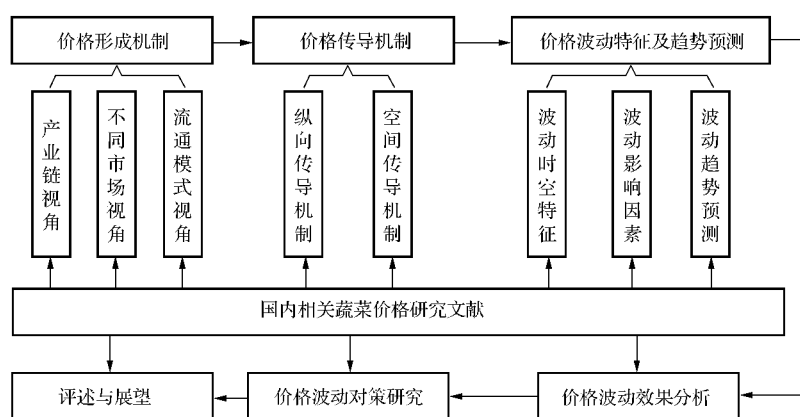 价格形成机制
价格传导机制
价格波动特征及趋势预测
产业链视角
不同市场视角
流通模式视角
纵向传导机制
空间传导机制
波动时空特征
波动影响因素
波动趋势预测
国内相关蔬菜价格研究文献
评述与展望
价格波动对策研究
价格波动效果分析